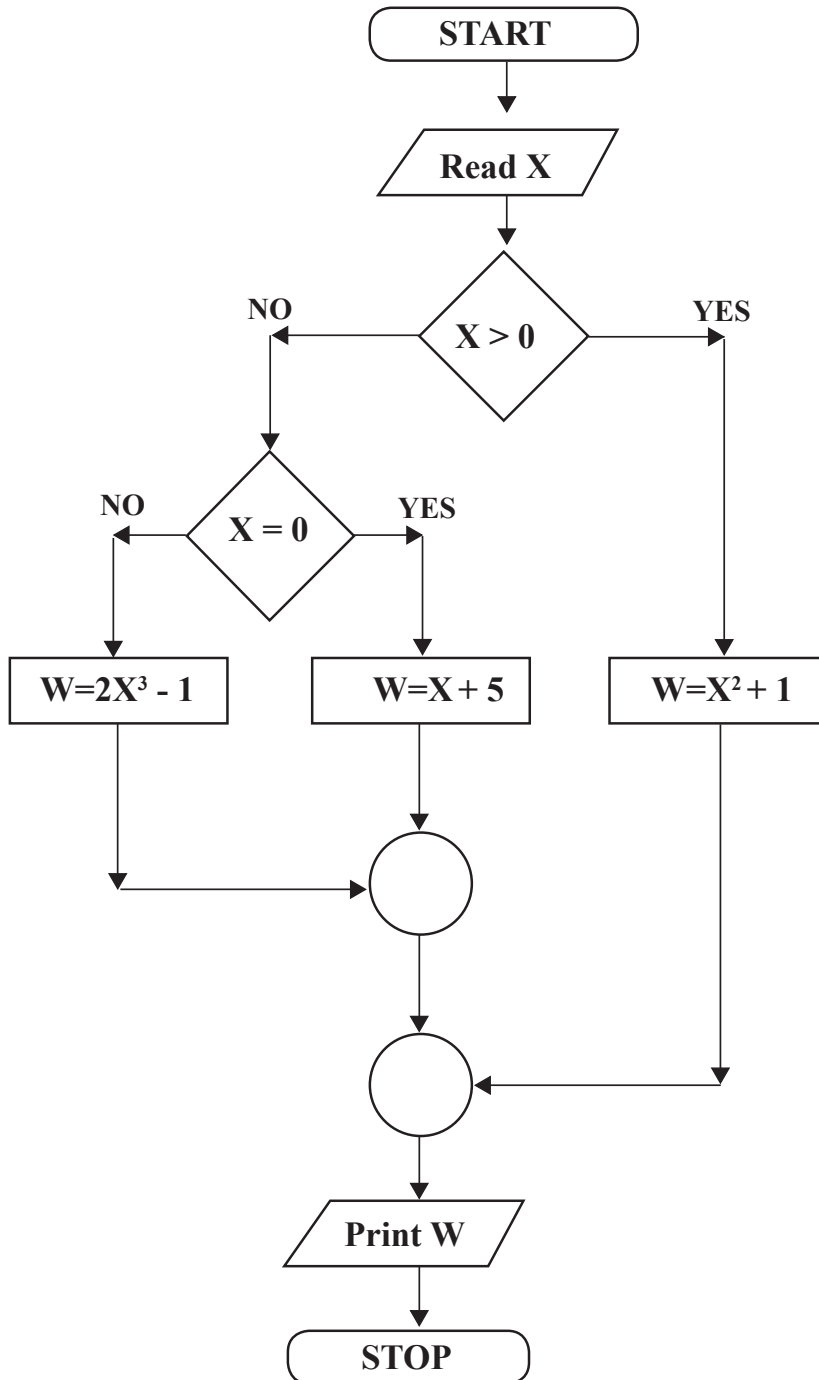 START
Read X
NO
YES
X > 0
NO
YES
X = 0
W=2X³ - 1
W=X + 5
W=X² + 1
Print W
STOP